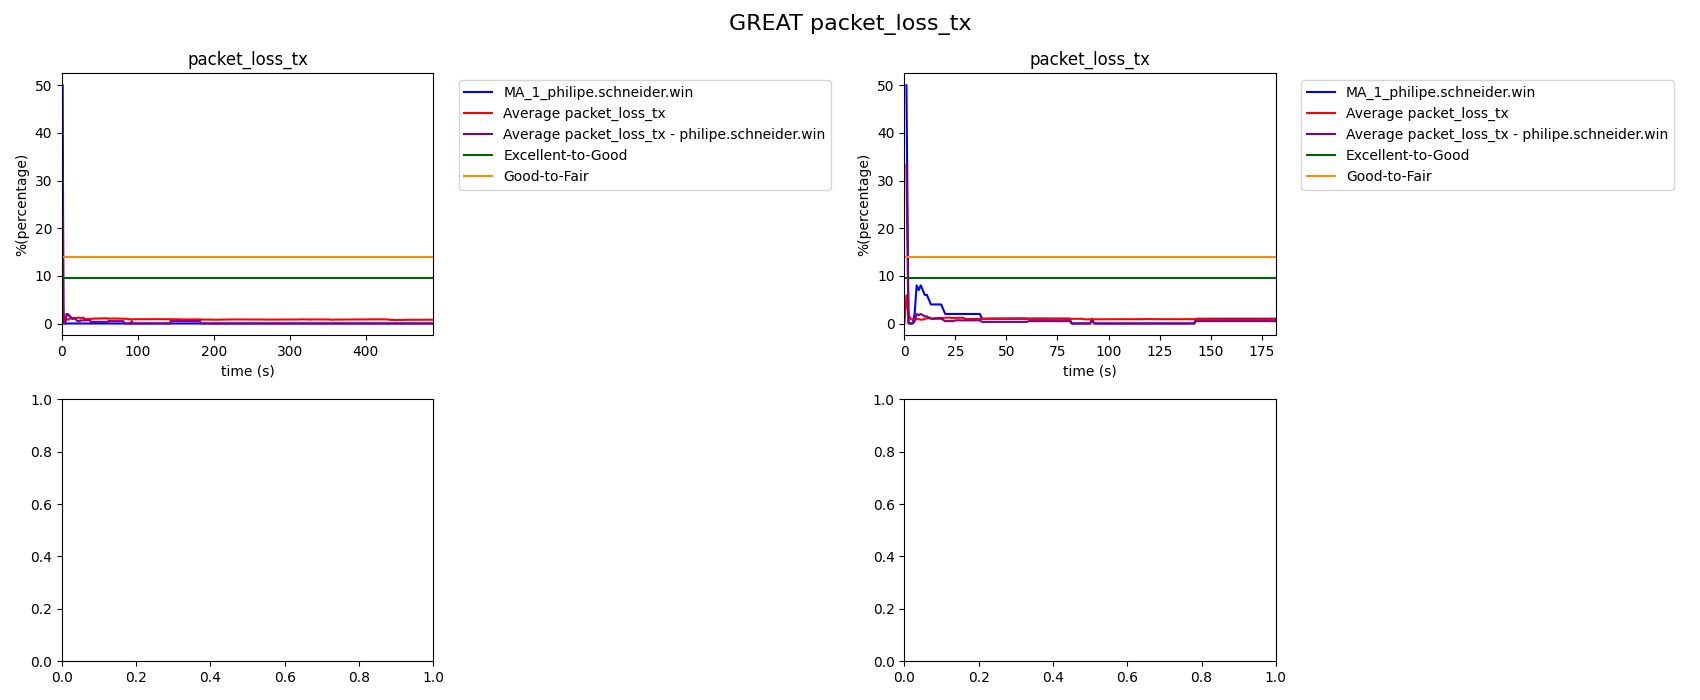 GREAT packet_loss_tx
packet_loss_tx
%(percentage)
50
40
30
20
10
0
0 100 200 300 400
time (s)
MA_1_philipe.schneider.win
Average packet_loss_tx
Average packet_loss_tx - philipe.schneider.win
Excellent-to-Good
Good-to-Fair
packet_loss_tx
%(percentage)
50
40
30
20
10
0
0 25 50 75 100 125 150 175
time (s)
MA_1_philipe.schneider.win
Average packet_loss_tx
Average packet_loss_tx - philipe.schneider.win
Excellent-to-Good
Good-to-Fair
1.0
0.8
0.6
0.4
0.2
0.0
0.0 0.2 0.4 0.6 0.8 1.0
1.0
0.8
0.6
0.4
0.2
0.0
0.0 0.2 0.4 0.6 0.8 1.0